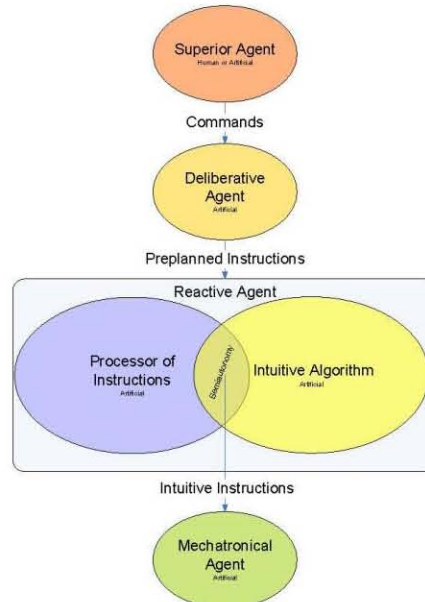 Superior Agent
Human or Artificial
Commands
Deliberative
Agent
Artificial
Preplanned Instructions
Reactive Agent
Processor of
Instructions
Artificial
Semiautonomy
Intuitive Algorithm
Artificial
Intuitive Instructions
Mechatronical
Agent
Artificial